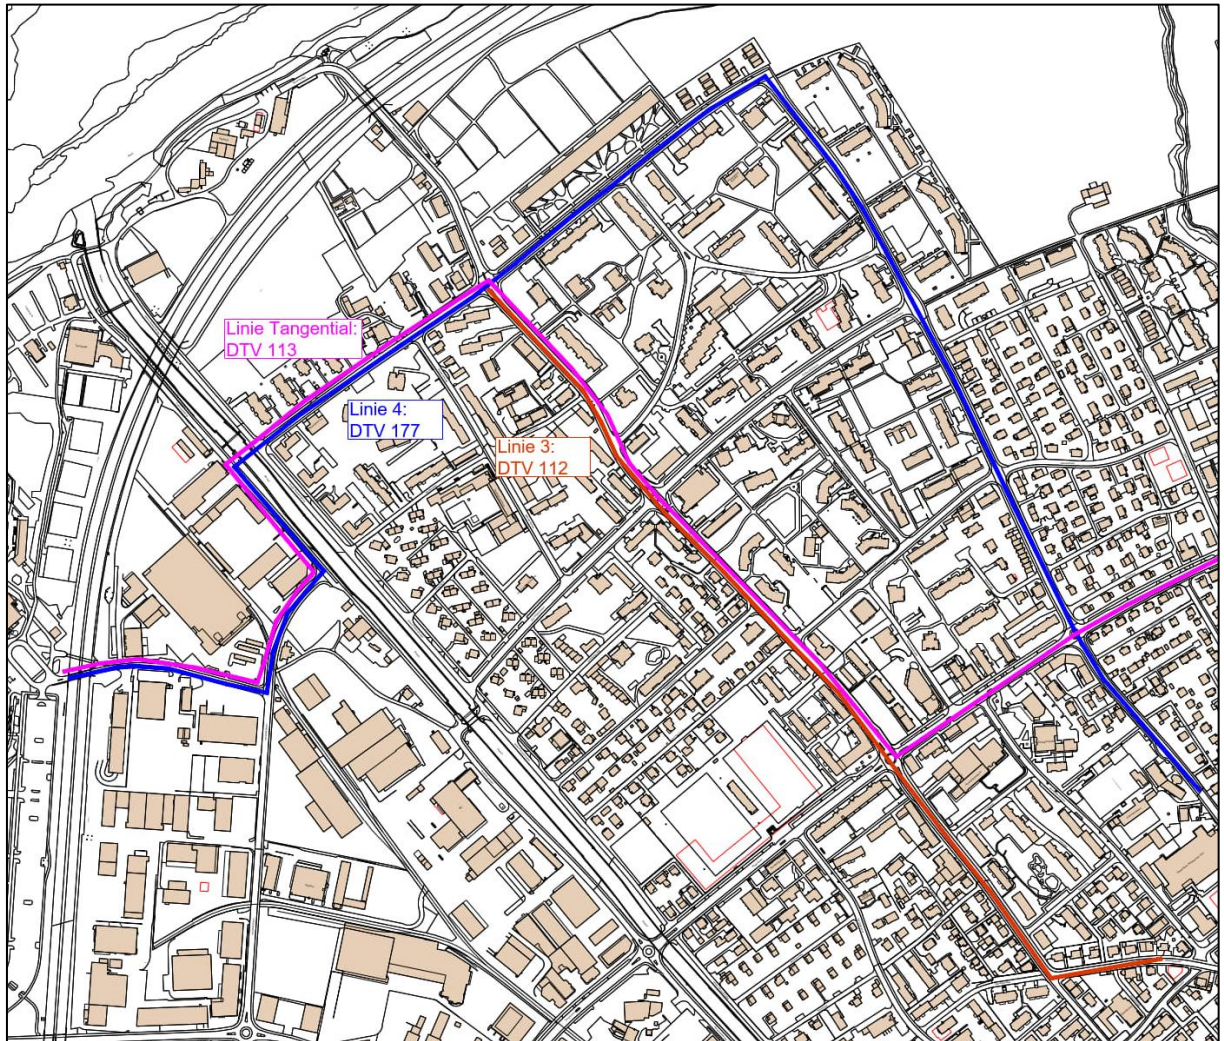 Linie Tangential:
DTV 113
Linie 4:
DTV 177
Linie 3:
DTV 112